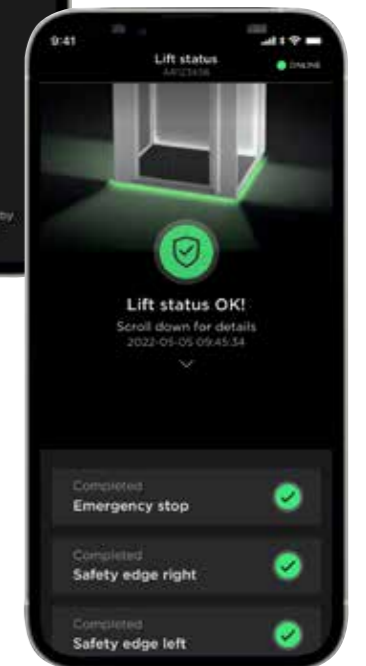 by
9:41
Lift status
ONLINE
Lift status OK!
Scroll down for details
2022-05-05 09:45:34
Completed
Emergency stop
Completed
Safety edge right
Completed
Safety edge left